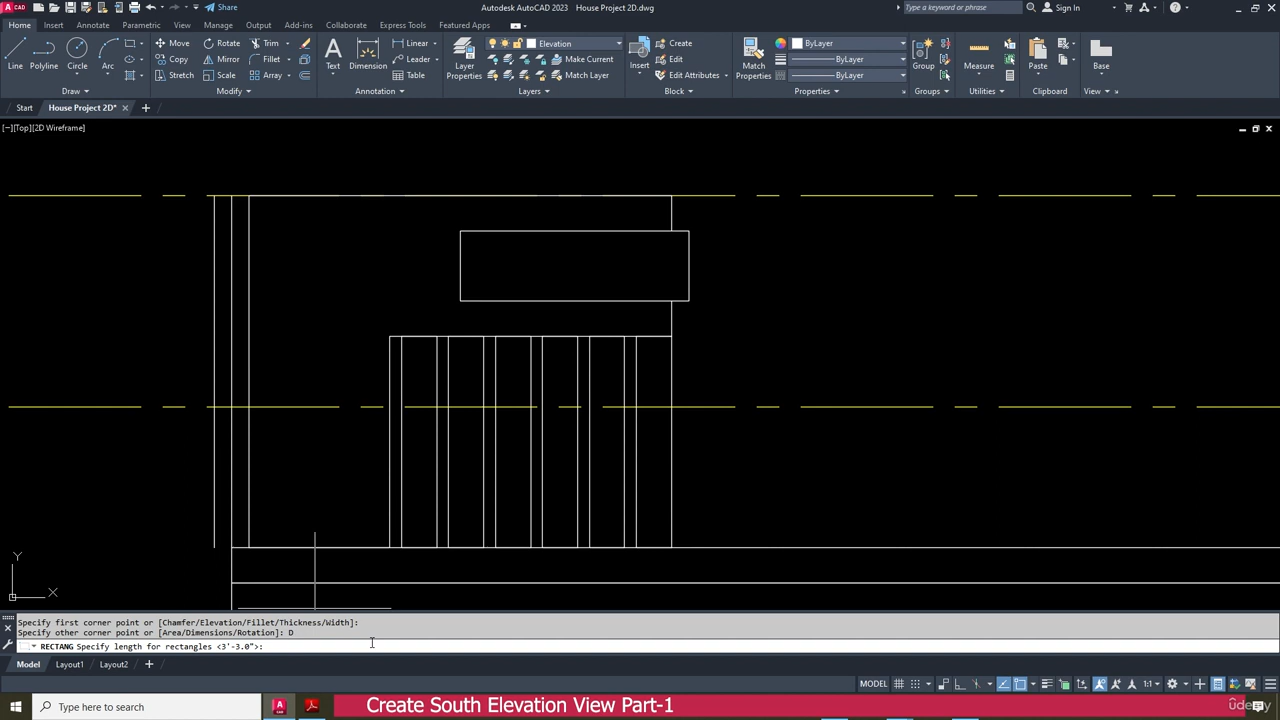 Share
Autodesk AutoCAD 2023 House Project 2D.dwg
Type a keyword or phrase
Sign In
Home Insert Annotate Parametric View Manage Output Add-ins Collaborate Express Tools Featured Apps
Line Polyline Circle Arc
Move Rotate Trim
Copy Mirror Fillet
Stretch Scale Array
Text Dimension
Linear
Leader
Table
Layer Properties
Elevation
Make Current
Match Layer
Insert
Create
Edit
Edit Attributes
Match Properties
ByLayer
ByLayer
ByLayer
Group
Measure
Paste
Base
Draw Modify Annotation Layers Block Properties Groups Utilities Clipboard View
Start House Project 2D*
[−][Top][2D Wireframe]
Y
X
Specify first corner point or [Chamfer/Elevation/Fillet/Thickness/Width]:
Specify other corner point or [Area/Dimensions/Rotation]: D
RECTANG Specify length for rectangles <3'-3.0">:
Model Layout1 Layout2
MODEL 1:1
Type here to search
Create South Elevation View Part-1
ûdemy